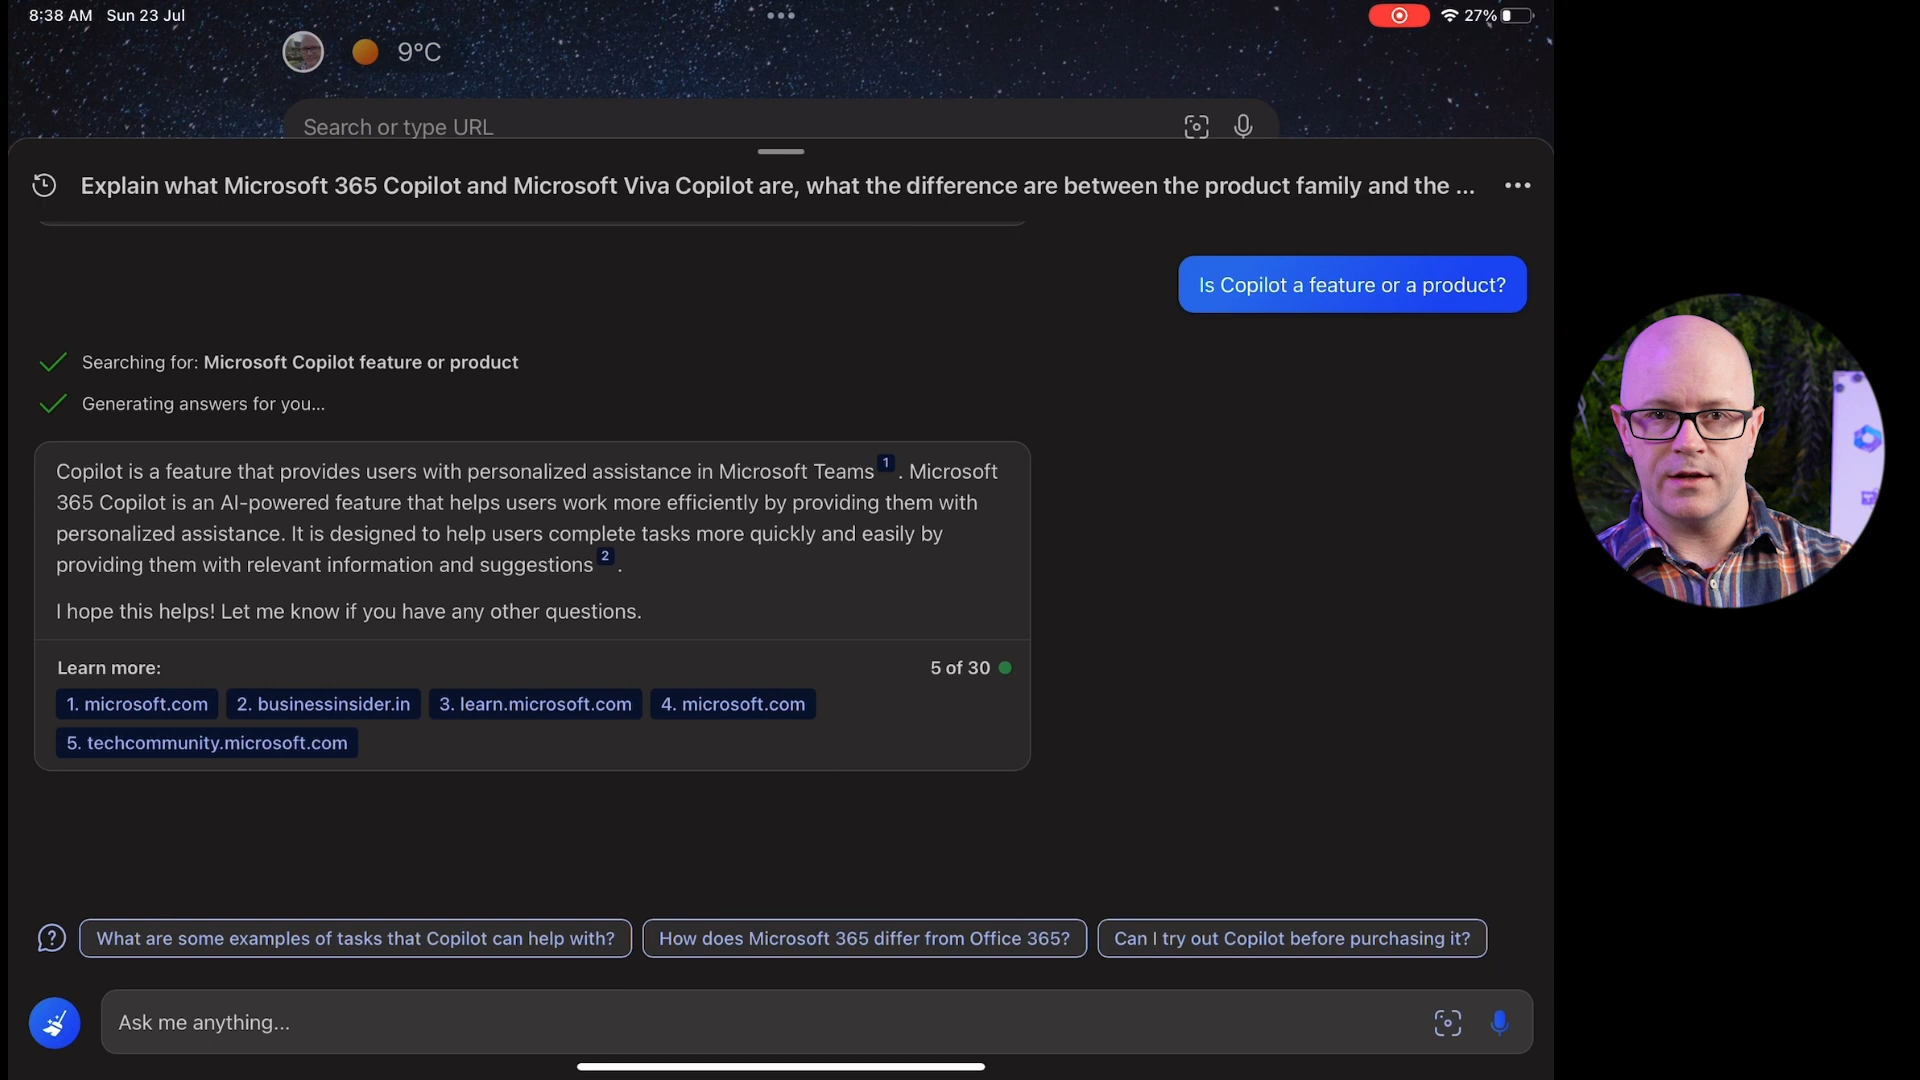 8:38 AM Sun 23 Jul
27%
9°C
Search or type URL
Explain what Microsoft 365 Copilot and Microsoft Viva Copilot are, what the difference are between the product family and the ...
Is Copilot a feature or a product?
Searching for: Microsoft Copilot feature or product
Generating answers for you...
Copilot is a feature that provides users with personalized assistance in Microsoft Teams 1 . Microsoft
365 Copilot is an AI-powered feature that helps users work more efficiently by providing them with
personalized assistance. It is designed to help users complete tasks more quickly and easily by
providing them with relevant information and suggestions 2 .
I hope this helps! Let me know if you have any other questions.
Learn more:
5 of 30
1. microsoft.com
2. businessinsider.in
3. learn.microsoft.com
4. microsoft.com
5. techcommunity.microsoft.com
What are some examples of tasks that Copilot can help with?
How does Microsoft 365 differ from Office 365?
Can I try out Copilot before purchasing it?
Ask me anything...